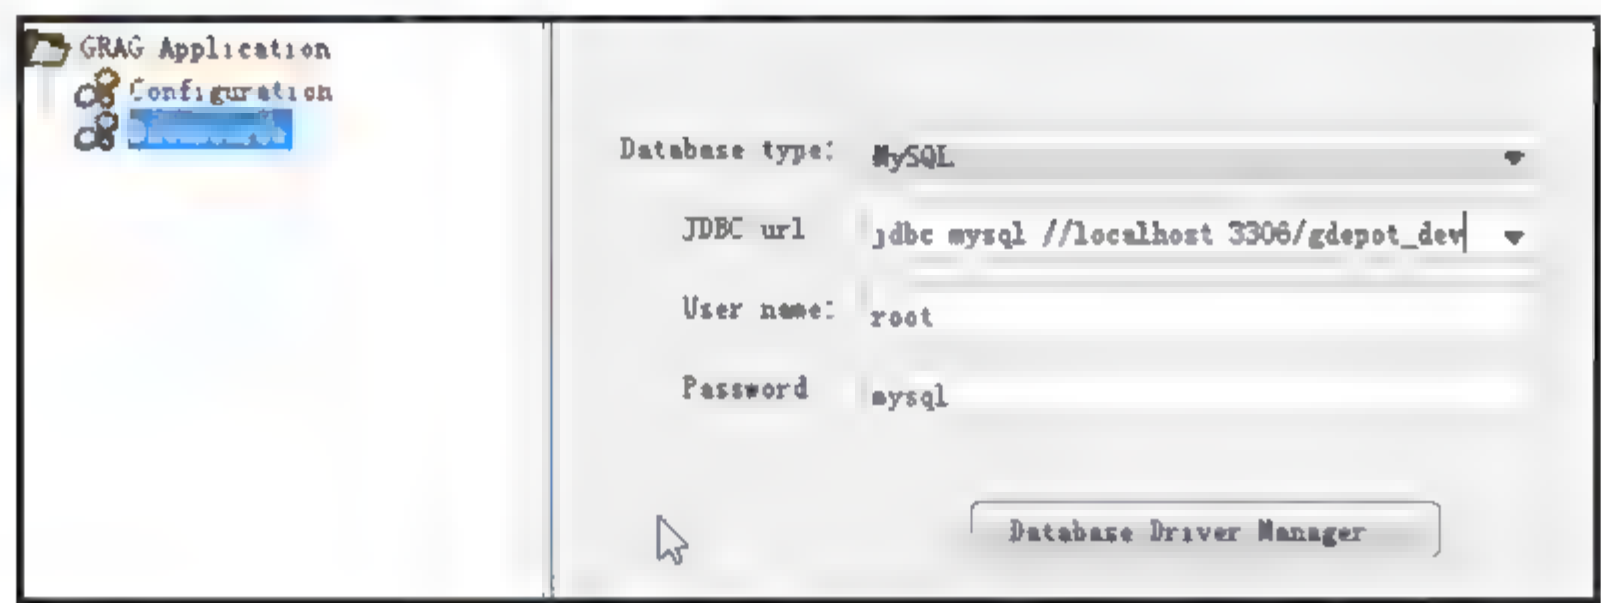 GRAG Application
Configuration
Database type: MySQL
JDBC url jdbc mysql //localhost 3306/gdepot_dev
User name: root
Password mysql
Database Driver Manager